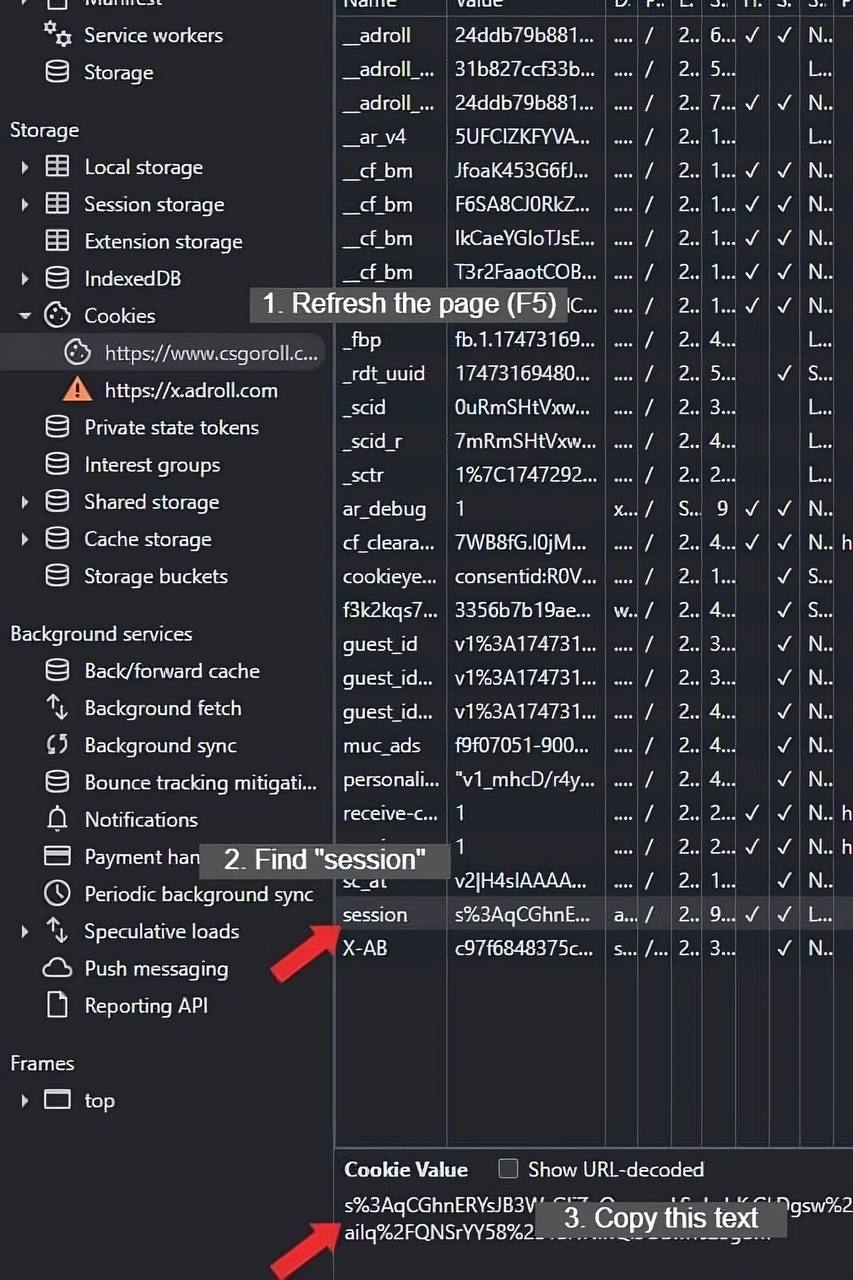 Manifest
Service workers
Storage
Storage
Local storage
Session storage
Extension storage
IndexedDB
Cookies
https://www.csgoroll.c...
https://x.adroll.com
Private state tokens
Interest groups
Shared storage
Cache storage
Storage buckets
Background services
Back/forward cache
Background fetch
Background sync
Bounce tracking mitigati...
Notifications
Payment han
Periodic background sync
Speculative loads
Push messaging
Reporting API
Frames
top
Name Value D.. P.. E.. S.. H.. S.. S..
__adroll 24ddb79b881... .... / 2.. 6... ✓ ✓ N..
__adroll_... 31b827ccf33b... .... / 2.. 5... L...
__adroll_... 24ddb79b881... .... / 2.. 7... ✓ ✓ N..
__ar_v4 5UFCIZKFYVA... .... / 2.. 1... L...
__cf_bm JfoaK453G6fJ... .... / 2.. 1... ✓ ✓ N..
__cf_bm F6SA8CJ0RkZ... .... / 2.. 1... ✓ ✓ N..
__cf_bm IkCaeYGIoTJsE... .... / 2.. 1... ✓ ✓ N..
__cf_bm T3r2FaaotCOB... .... / 2.. 1... ✓ ✓ N..
1. Refresh the page (F5) IC... .... / 2.. 1... ✓ ✓ N..
_fbp fb.1.17473169... .... / 2.. 4... L...
_rdt_uuid 17473169480... .... / 2.. 5... ✓ S...
_scid 0uRmSHtVxw... .... / 2.. 3... L...
_scid_r 7mRmSHtVxw... .... / 2.. 4... L...
_sctr 1%7C1747292... .... / 2.. 2... L...
ar_debug 1 x... / S... 9 ✓ ✓ N..
cf_cleara... 7WB8fG.l0jM... .... / 2.. 4... ✓ ✓ N.. h
cookieye... consentid:R0V... .... / 2.. 1... ✓ S...
f3k2kqs7... 3356b7b19ae... w.. / 2.. 4... ✓ S...
guest_id v1%3A174731... .... / 2.. 3... ✓ N..
guest_id... v1%3A174731... .... / 2.. 3... ✓ N..
guest_id... v1%3A174731... .... / 2.. 4... ✓ N..
muc_ads f9f07051-900... .... / 2.. 4... ✓ N..
personali... "v1_mhcD/r4y... .... / 2.. 4... ✓ N..
receive-c... 1 .... / 2.. 2... ✓ ✓ N.. h
2. Find "session" 1 .... / 2.. 2... ✓ ✓ N.. h
sc_at v2|H4sIAAAA... .... / 2.. 1... ✓ N..
session s%3AqCGhnE... a... / 2.. 9... ✓ ✓ L...
X-AB c97f6848375c... s... /... 2.. 3... ✓ N..
Cookie Value Show URL-decoded
s%3AqCGhnERYsJB3W Dgsw%2
3. Copy this text
ailq%2FQNSrYY58%2